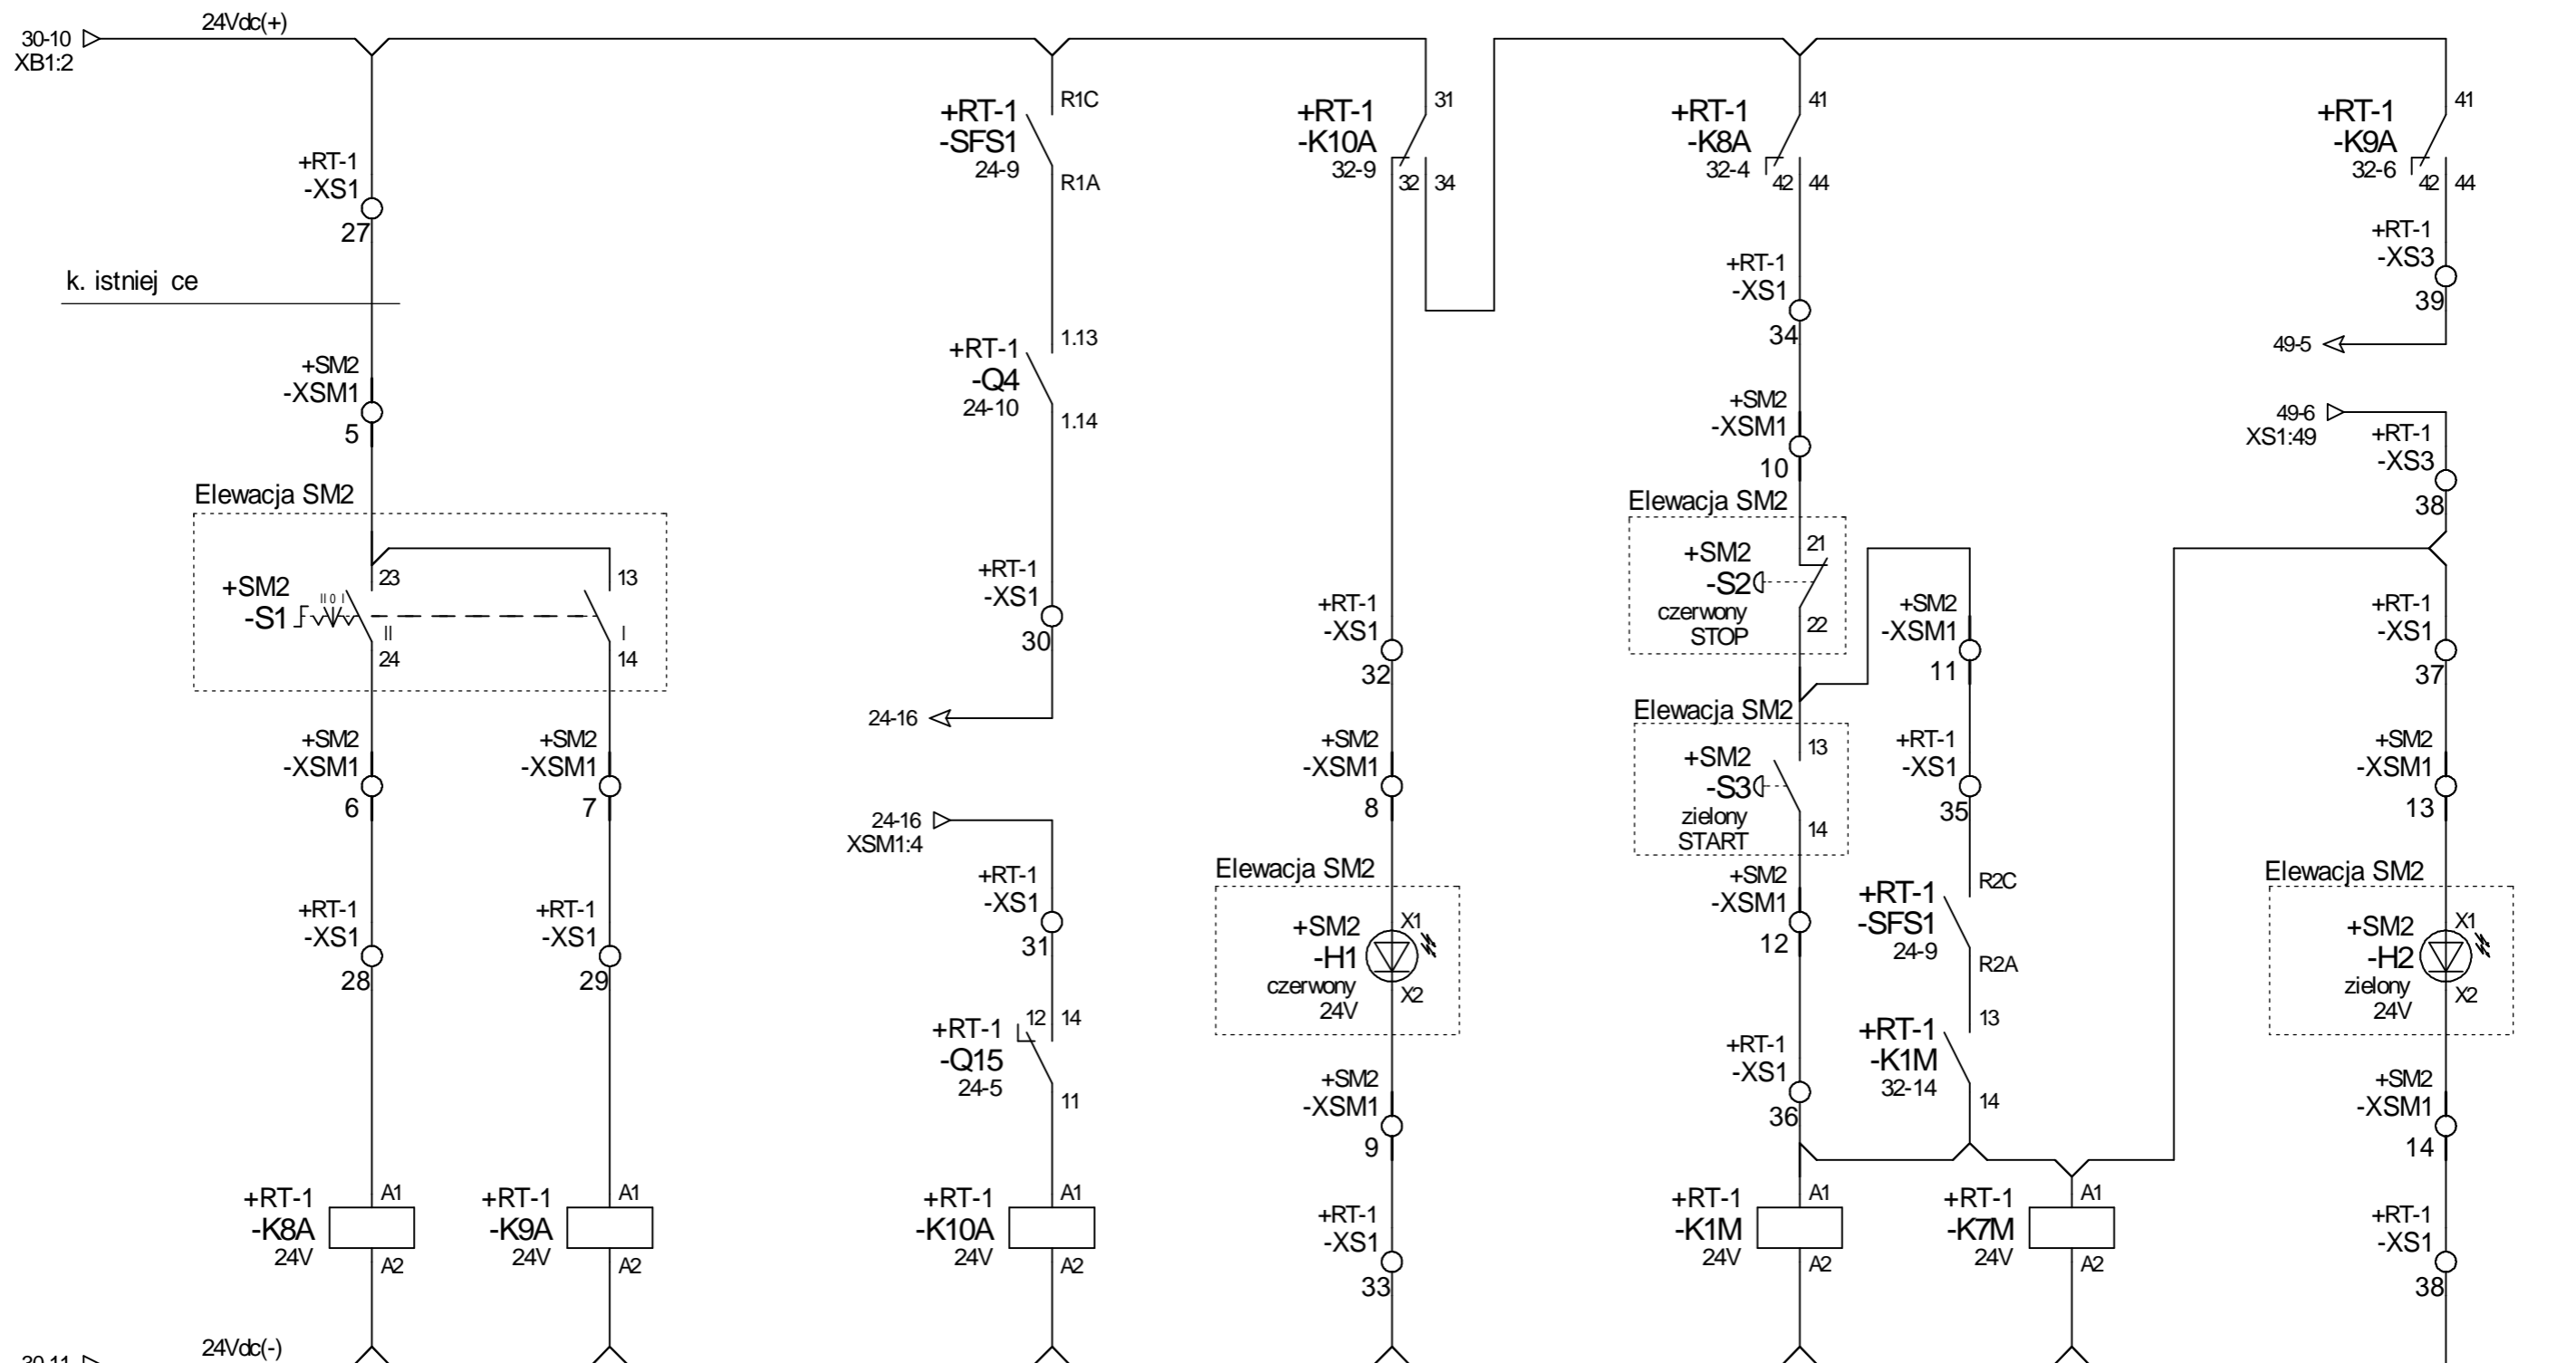 24Vdc(+)
30-10
XB1:2
+RT-1
-XS1
27
k. istniej ce
+SM2
-XSM1
5
Elewacja SM2
+SM2
-S1
II 0 I
23
II
24
13
I
14
+SM2
-XSM1
6
+SM2
-XSM1
7
+RT-1
-XS1
28
+RT-1
-XS1
29
+RT-1
-K8A
24V
A1
A2
+RT-1
-K9A
24V
A1
A2
+RT-1
-SFS1
24-9
R1C
R1A
+RT-1
-Q4
24-10
1.13
1.14
+RT-1
-XS1
30
24-16
24-16
XSM1:4
+RT-1
-XS1
31
+RT-1
-Q15
24-5
12
14
11
+RT-1
-K10A
24V
A1
A2
+RT-1
-K10A
32-9
31
32
34
+RT-1
-XS1
32
+SM2
-XSM1
8
Elewacja SM2
+SM2
-H1
czerwony
24V
X1
X2
+SM2
-XSM1
9
+RT-1
-XS1
33
+RT-1
-K8A
32-4
41
42
44
+RT-1
-XS1
34
+SM2
-XSM1
10
Elewacja SM2
+SM2
-S2
czerwony
STOP
21
22
Elewacja SM2
+SM2
-S3
zielony
START
13
14
+SM2
-XSM1
12
+RT-1
-XS1
36
+RT-1
-K1M
24V
A1
A2
+SM2
-XSM1
11
+RT-1
-XS1
35
+RT-1
-SFS1
24-9
R2C
R2A
+RT-1
-K1M
32-14
13
14
+RT-1
-K7M
24V
A1
A2
+RT-1
-K9A
32-6
41
42
44
+RT-1
-XS3
39
49-5
49-6
XS1:49
+RT-1
-XS3
38
+RT-1
-XS1
37
+SM2
-XSM1
13
Elewacja SM2
+SM2
-H2
zielony
24V
X1
X2
+SM2
-XSM1
14
+RT-1
-XS1
38
24Vdc(-)
30-11